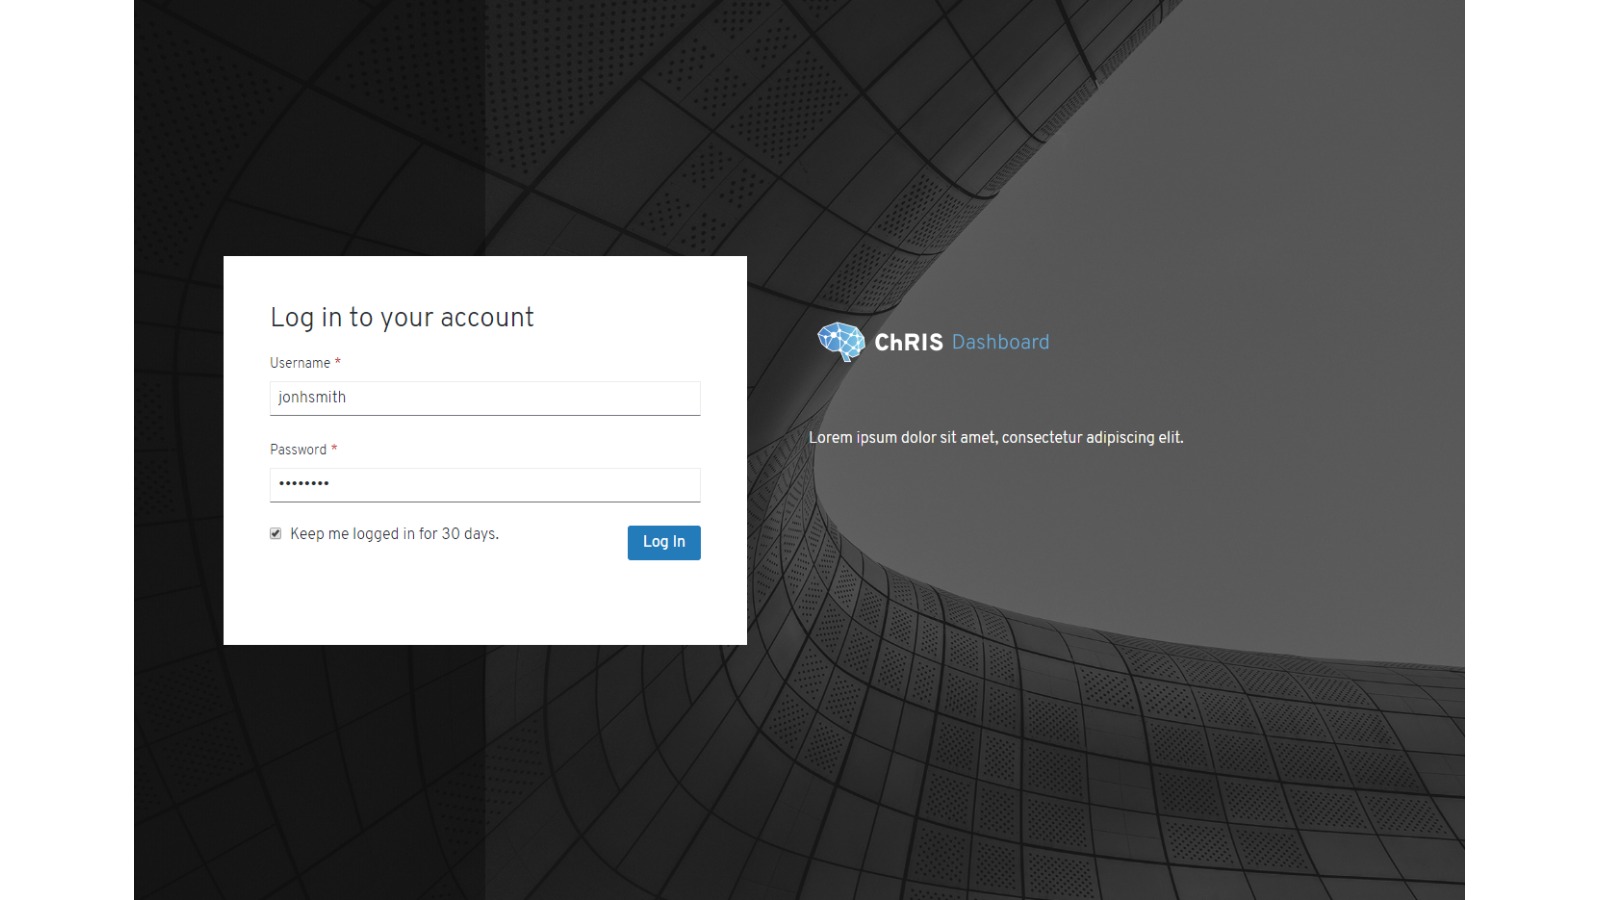 Log in to your account
Username *
jonhsmith
Password *
••••••••
Keep me logged in for 30 days.
Log In
ChRIS Dashboard
Lorem ipsum dolor sit amet, consectetur adipiscing elit.